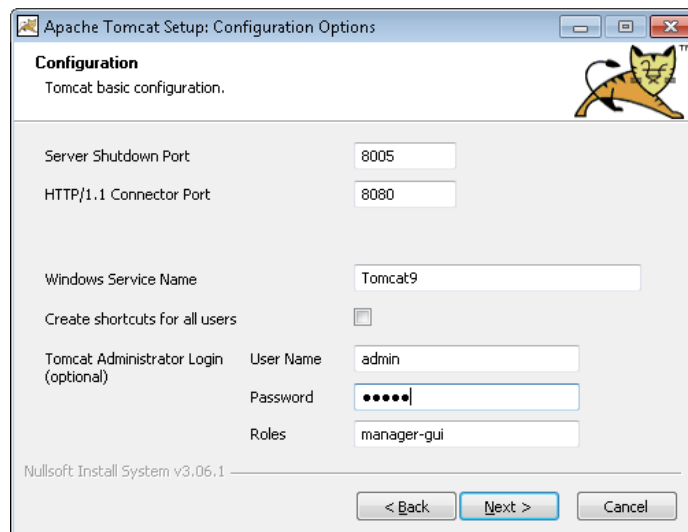 Apache Tomcat Setup: Configuration Options
Configuration
Tomcat basic configuration.
TM
Server Shutdown Port 8005
HTTP/1.1 Connector Port 8080
Windows Service Name Tomcat9
Create shortcuts for all users
Tomcat Administrator Login User Name admin
(optional)
Password ●●●●●
Roles manager-gui
Nullsoft Install System v3.06.1
< Back Next > Cancel